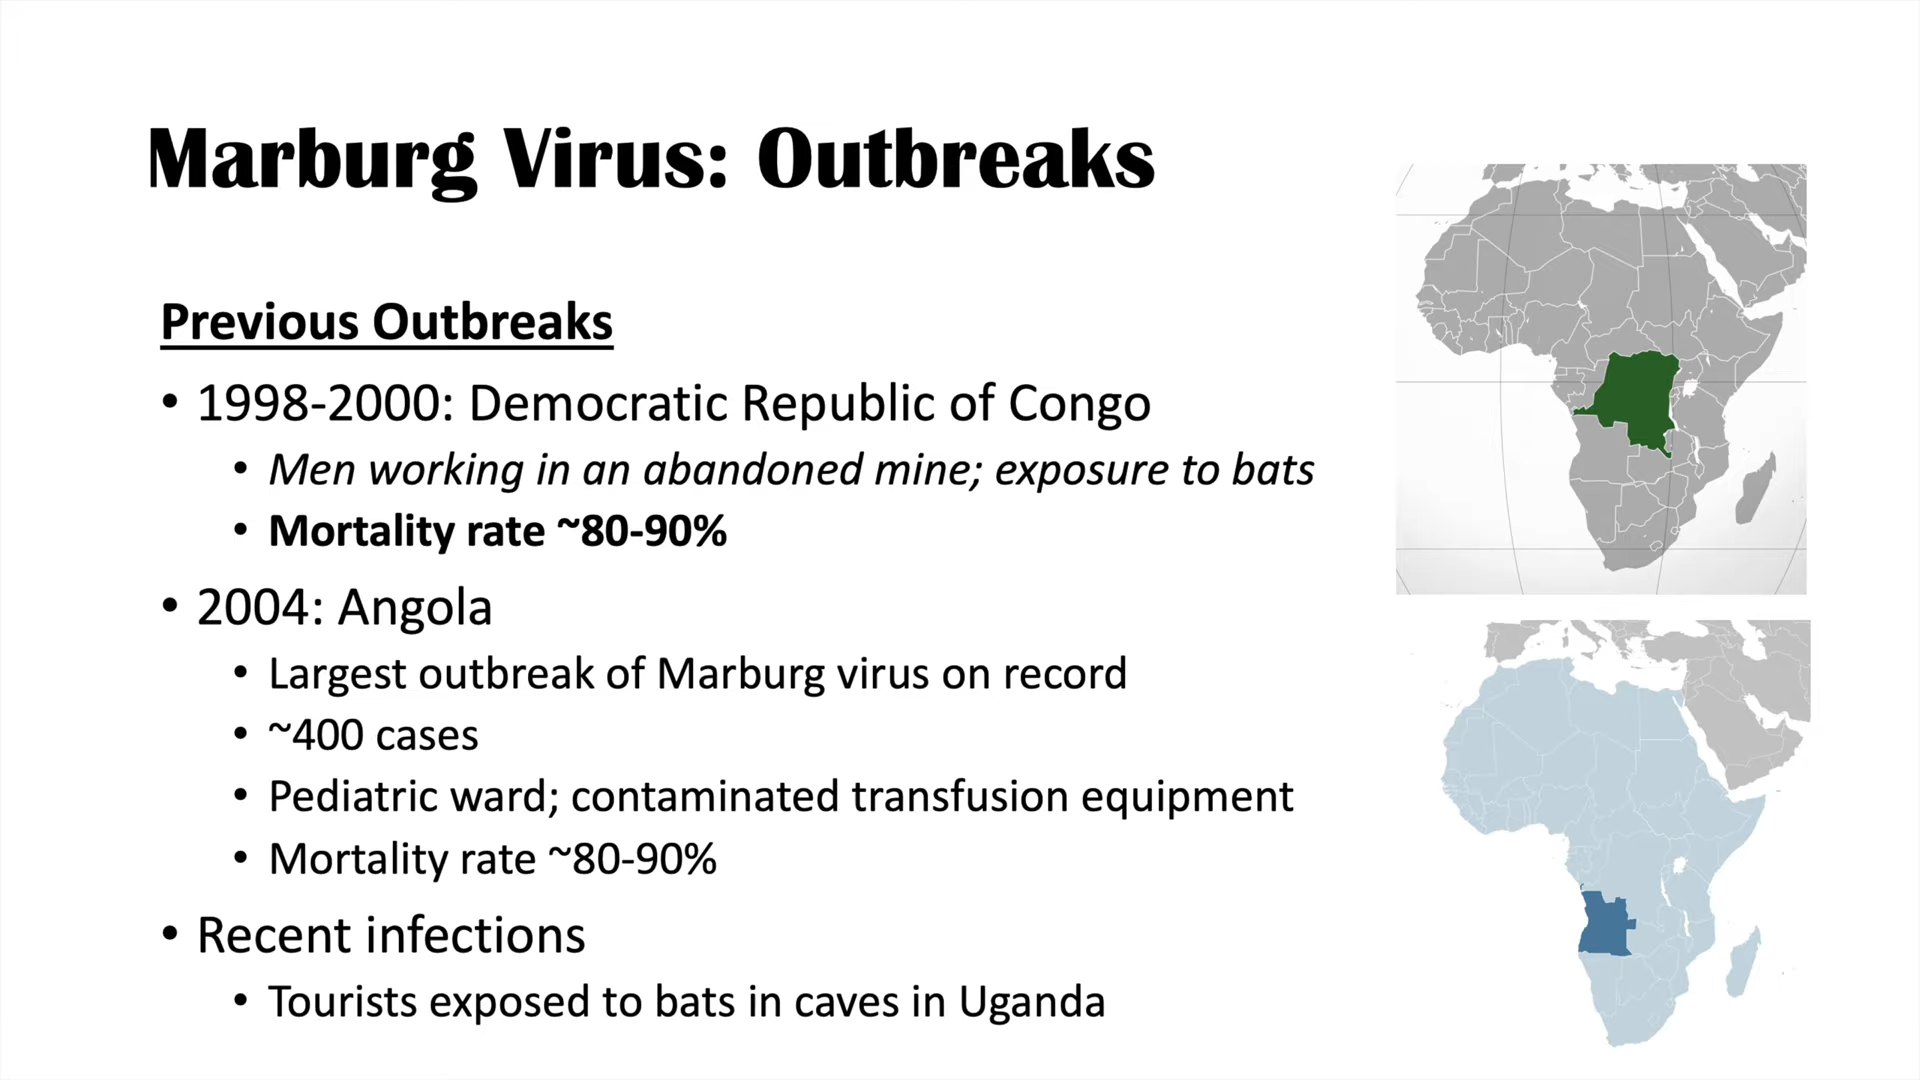 Marburg Virus: Outbreaks
Previous Outbreaks
• 1998-2000: Democratic Republic of Congo
• Men working in an abandoned mine; exposure to bats
• Mortality rate ~80-90%
• 2004: Angola
• Largest outbreak of Marburg virus on record
• ~400 cases
• Pediatric ward; contaminated transfusion equipment
• Mortality rate ~80-90%
• Recent infections
• Tourists exposed to bats in caves in Uganda